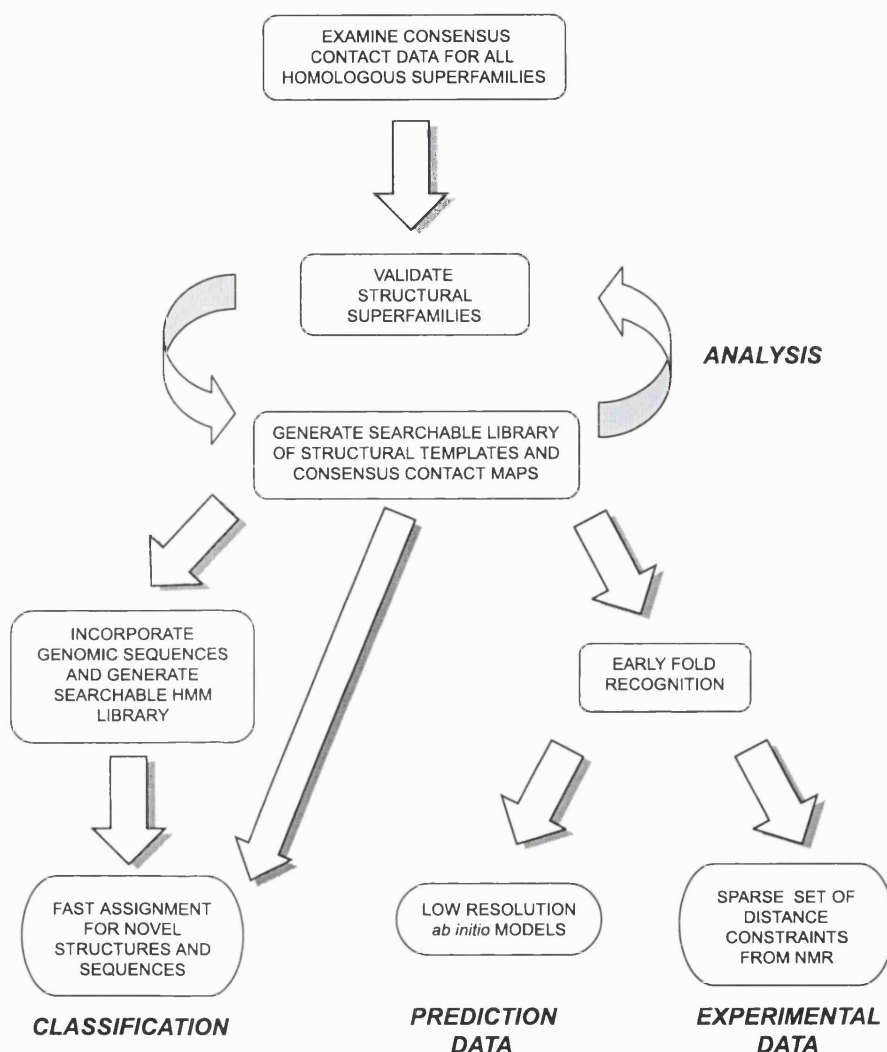 EXAMINE CONSENSUS
CONTACT DATA FOR ALL
HOMOLOGOUS SUPERFAMILIES
VALIDATE
STRUCTURAL
SUPERFAMILIES
ANALYSIS
GENERATE SEARCHABLE LIBRARY
OF STRUCTURAL TEMPLATES AND
CONSENSUS CONTACT MAPS
INCORPORATE
GENOMIC SEQUENCES
AND GENERATE
SEARCHABLE HMM
LIBRARY
EARLY FOLD
RECOGNITION
FAST ASSIGNMENT
FOR NOVEL
STRUCTURES AND
SEQUENCES
LOW RESOLUTION
ab initio MODELS
SPARSE SET OF
DISTANCE
CONSTRAINTS
FROM NMR
CLASSIFICATION
PREDICTION
DATA
EXPERIMENTAL
DATA